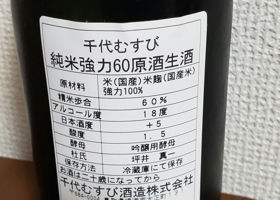 千代むすび
純米強力60原酒生酒
原材料 米(国産)米麹(国産米)
強力100%
精米歩合 60%
アルコール度 18度
日本酒度 +5
酸度 1.5
酵母 吟醸用酵母
杜氏 坪井 真一
保存方法 冷蔵庫にて保存
お酒は二十歳になってから
千代むすび酒造株式会社